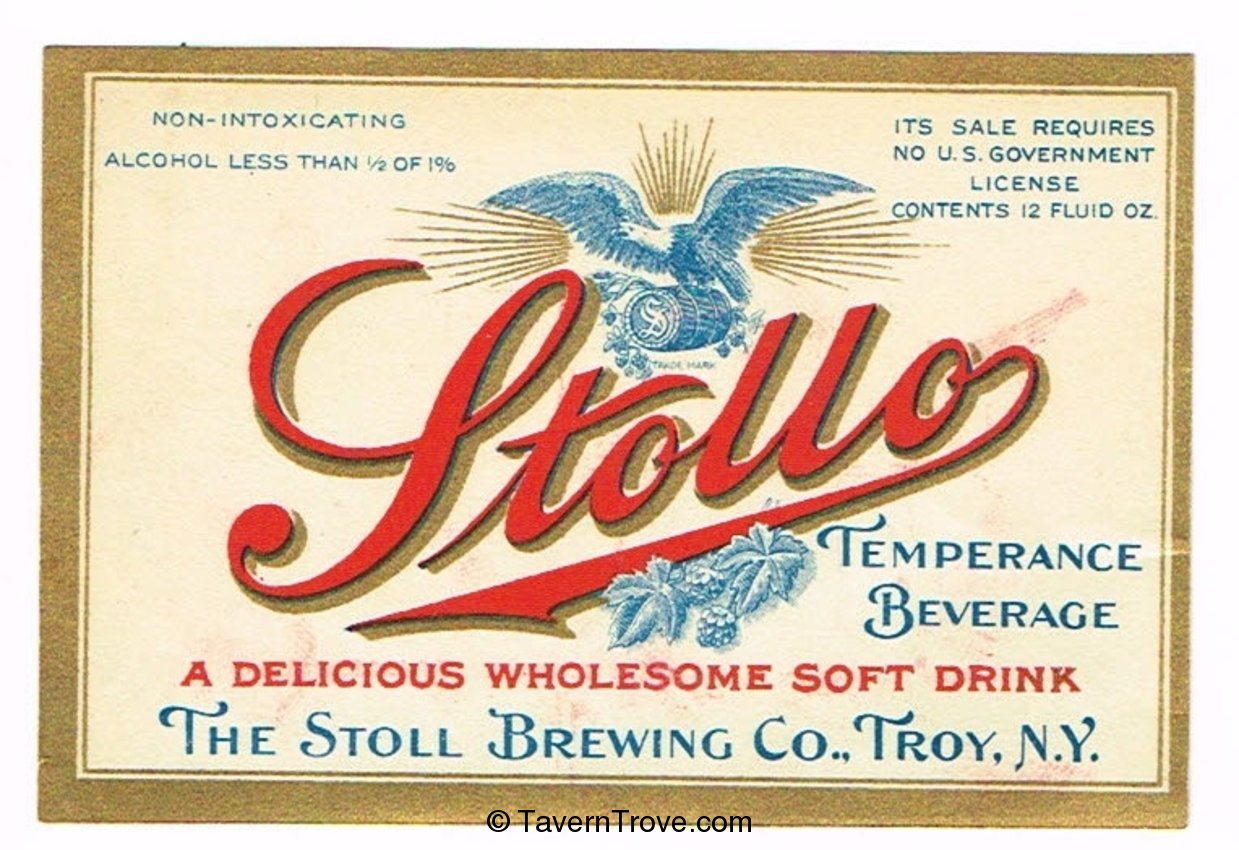 NON-INTOXICATING
ALCOHOL LESS THAN ½ OF 1%
ITS SALE REQUIRES
NO U.S. GOVERNMENT
LICENSE
CONTENTS 12 FLUID OZ.
S
TRADE MARK
Stollo
TEMPERANCE
BEVERAGE
A DELICIOUS WHOLESOME SOFT DRINK
THE STOLL BREWING CO., TROY, N.Y.
© TavernTrove.com